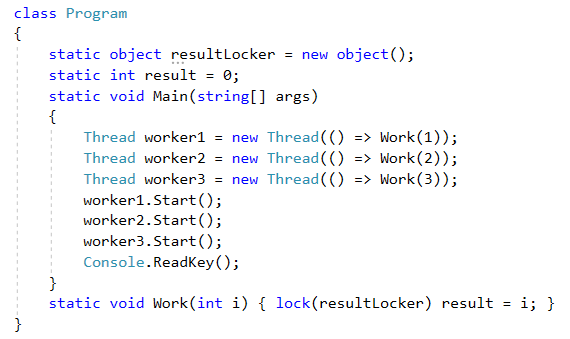 class Program
{
static object resultLocker = new object();
static int result = 0;
static void Main(string[] args)
{
Thread worker1 = new Thread(() => Work(1));
Thread worker2 = new Thread(() => Work(2));
Thread worker3 = new Thread(() => Work(3));
worker1.Start();
worker2.Start();
worker3.Start();
Console.ReadKey();
}
static void Work(int i) { lock(resultLocker) result = i; }
}